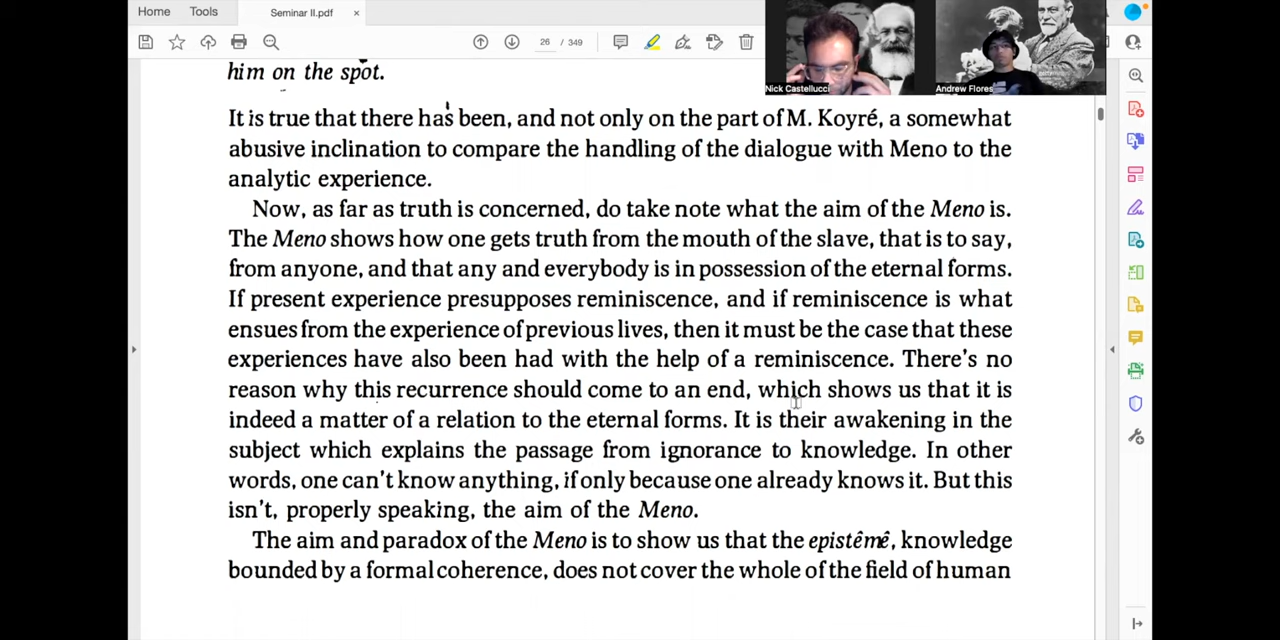 Home Tools Seminar II.pdf ×
26 / 349
Nick Castellucci
Andrew Flores
him on the spot.
It is true that there has been, and not only on the part of M. Koyré, a somewhat
abusive inclination to compare the handling of the dialogue with Meno to the
analytic experience.
Now, as far as truth is concerned, do take note what the aim of the Meno is.
The Meno shows how one gets truth from the mouth of the slave, that is to say,
from anyone, and that any and everybody is in possession of the eternal forms.
If present experience presupposes reminiscence, and if reminiscence is what
ensues from the experience of previous lives, then it must be the case that these
experiences have also been had with the help of a reminiscence. There's no
reason why this recurrence should come to an end, which shows us that it is
indeed a matter of a relation to the eternal forms. It is their awakening in the
subject which explains the passage from ignorance to knowledge. In other
words, one can't know anything, if only because one already knows it. But this
isn't, properly speaking, the aim of the Meno.
The aim and paradox of the Meno is to show us that the epistêmê, knowledge
bounded by a formal coherence, does not cover the whole of the field of human